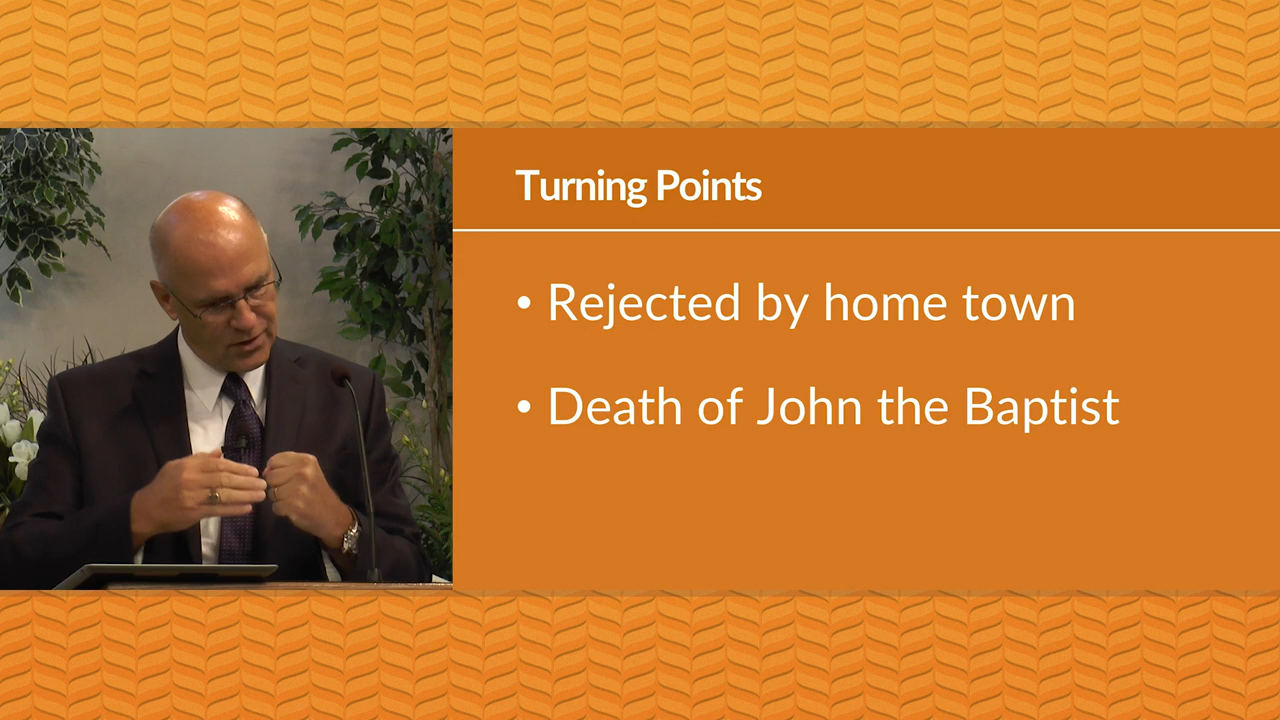 Turning Points
• Rejected by home town
• Death of John the Baptist